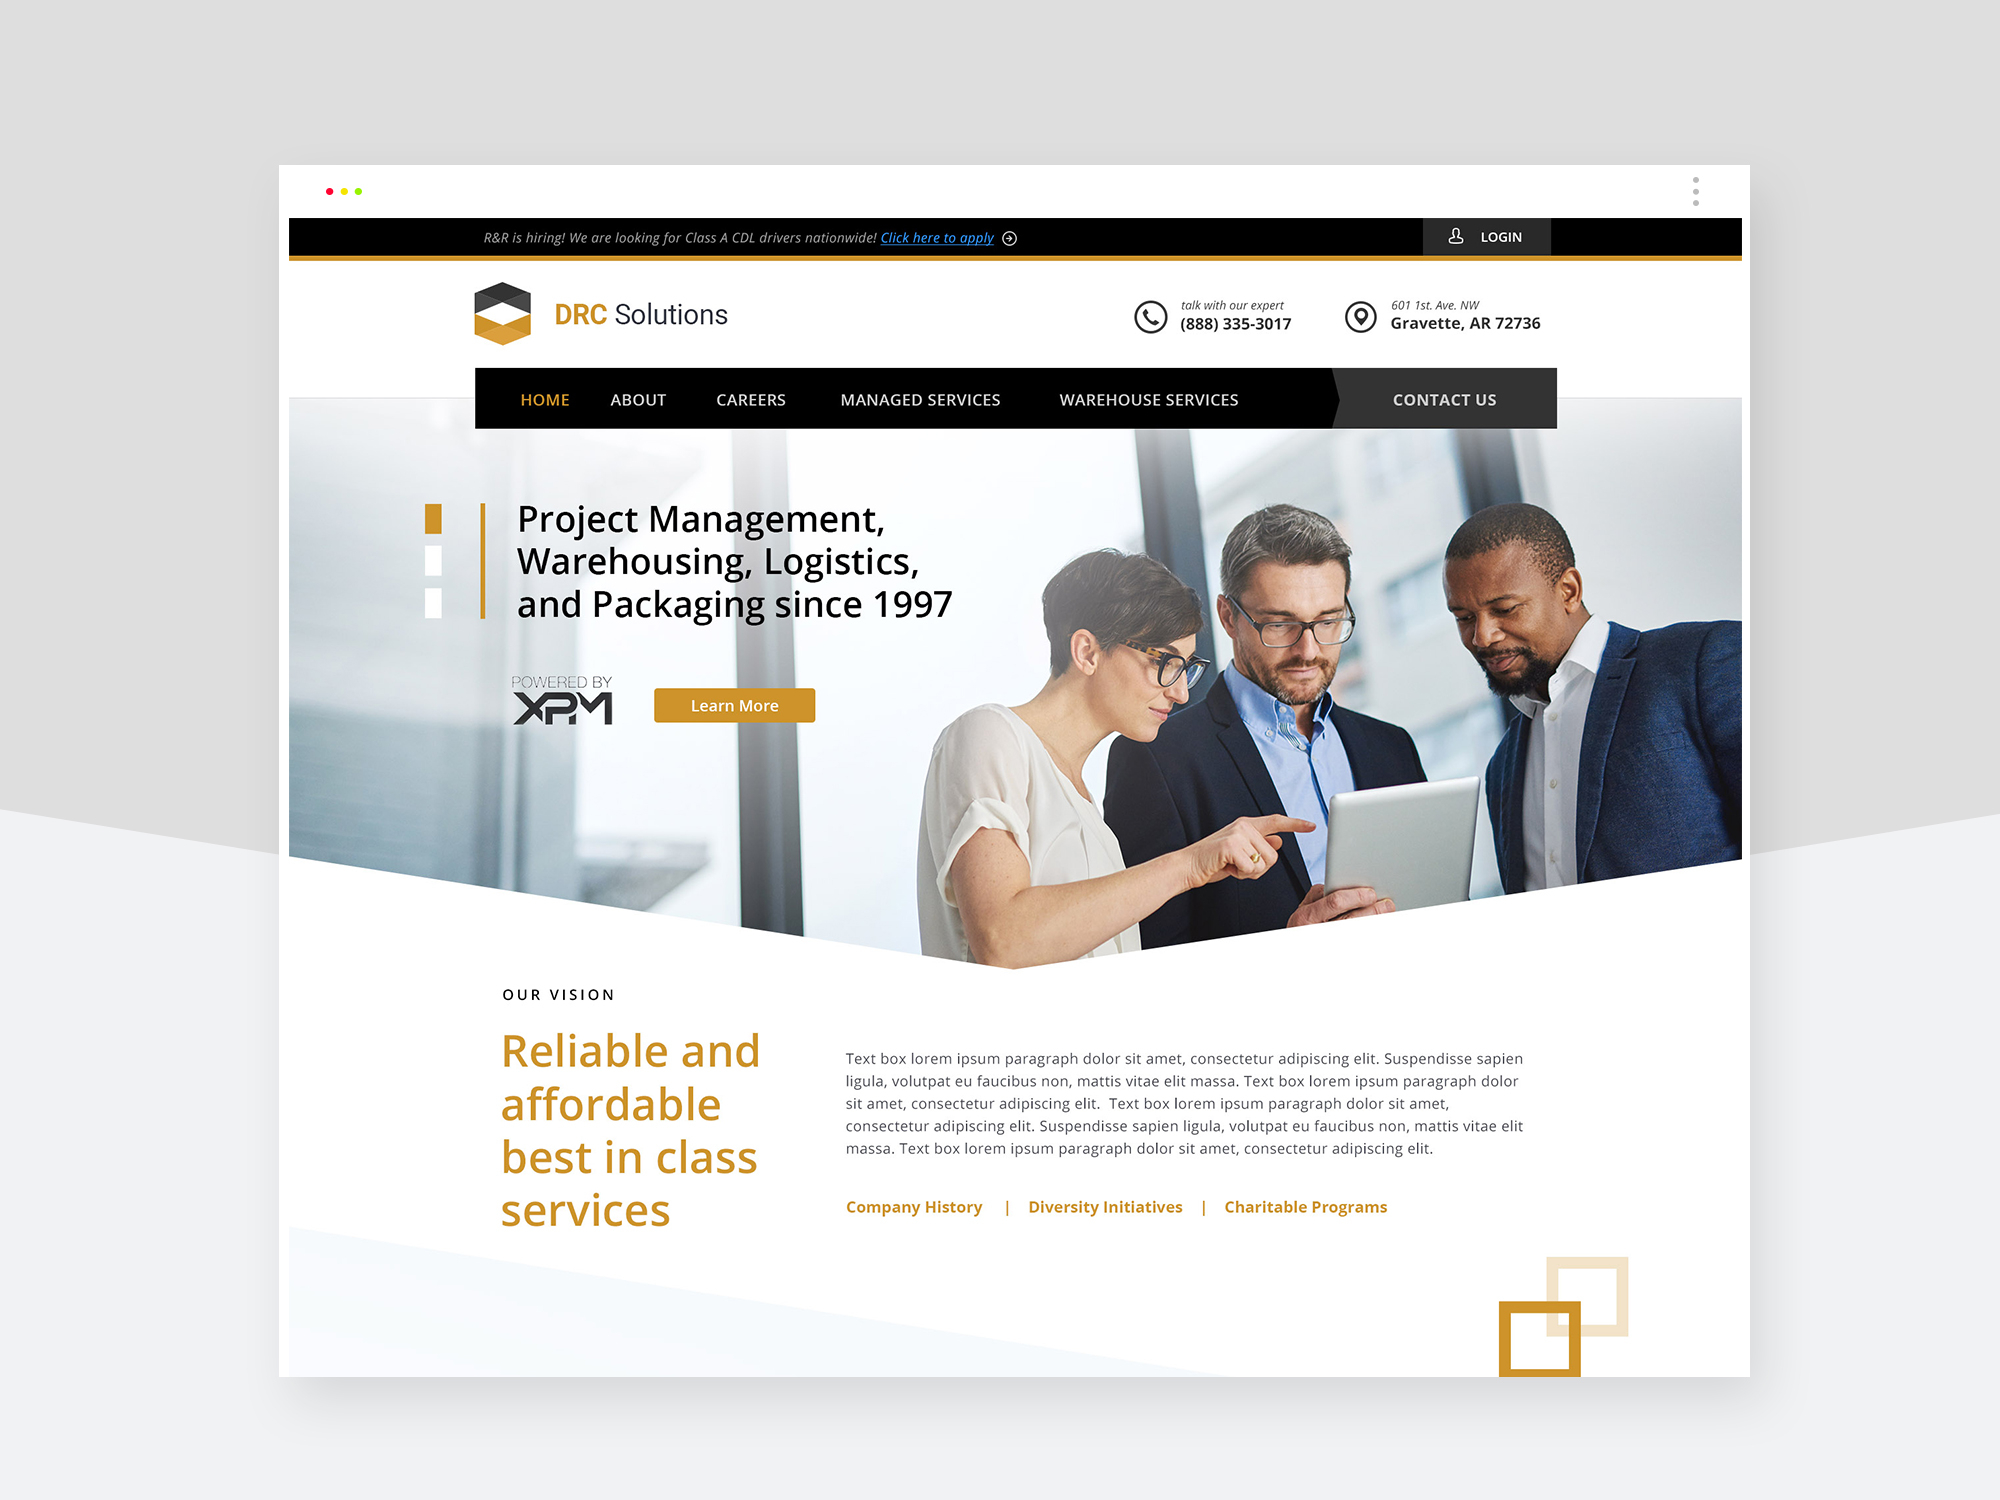 R&R is hiring! We are looking for Class A CDL drivers nationwide! Click here to apply
LOGIN
DRC Solutions
talk with our expert
(888) 335-3017
601 1st. Ave. NW
Gravette, AR 72736
HOME ABOUT CAREERS MANAGED SERVICES WAREHOUSE SERVICES CONTACT US
Project Management,
Warehousing, Logistics,
and Packaging since 1997
POWERED BY
XPM
Learn More
OUR VISION
Reliable and
affordable
best in class
services
Text box lorem ipsum paragraph dolor sit amet, consectetur adipiscing elit. Suspendisse sapien
ligula, volutpat eu faucibus non, mattis vitae elit massa. Text box lorem ipsum paragraph dolor
sit amet, consectetur adipiscing elit. Text box lorem ipsum paragraph dolor sit amet,
consectetur adipiscing elit. Suspendisse sapien ligula, volutpat eu faucibus non, mattis vitae elit
massa. Text box lorem ipsum paragraph dolor sit amet, consectetur adipiscing elit.
Company History | Diversity Initiatives | Charitable Programs